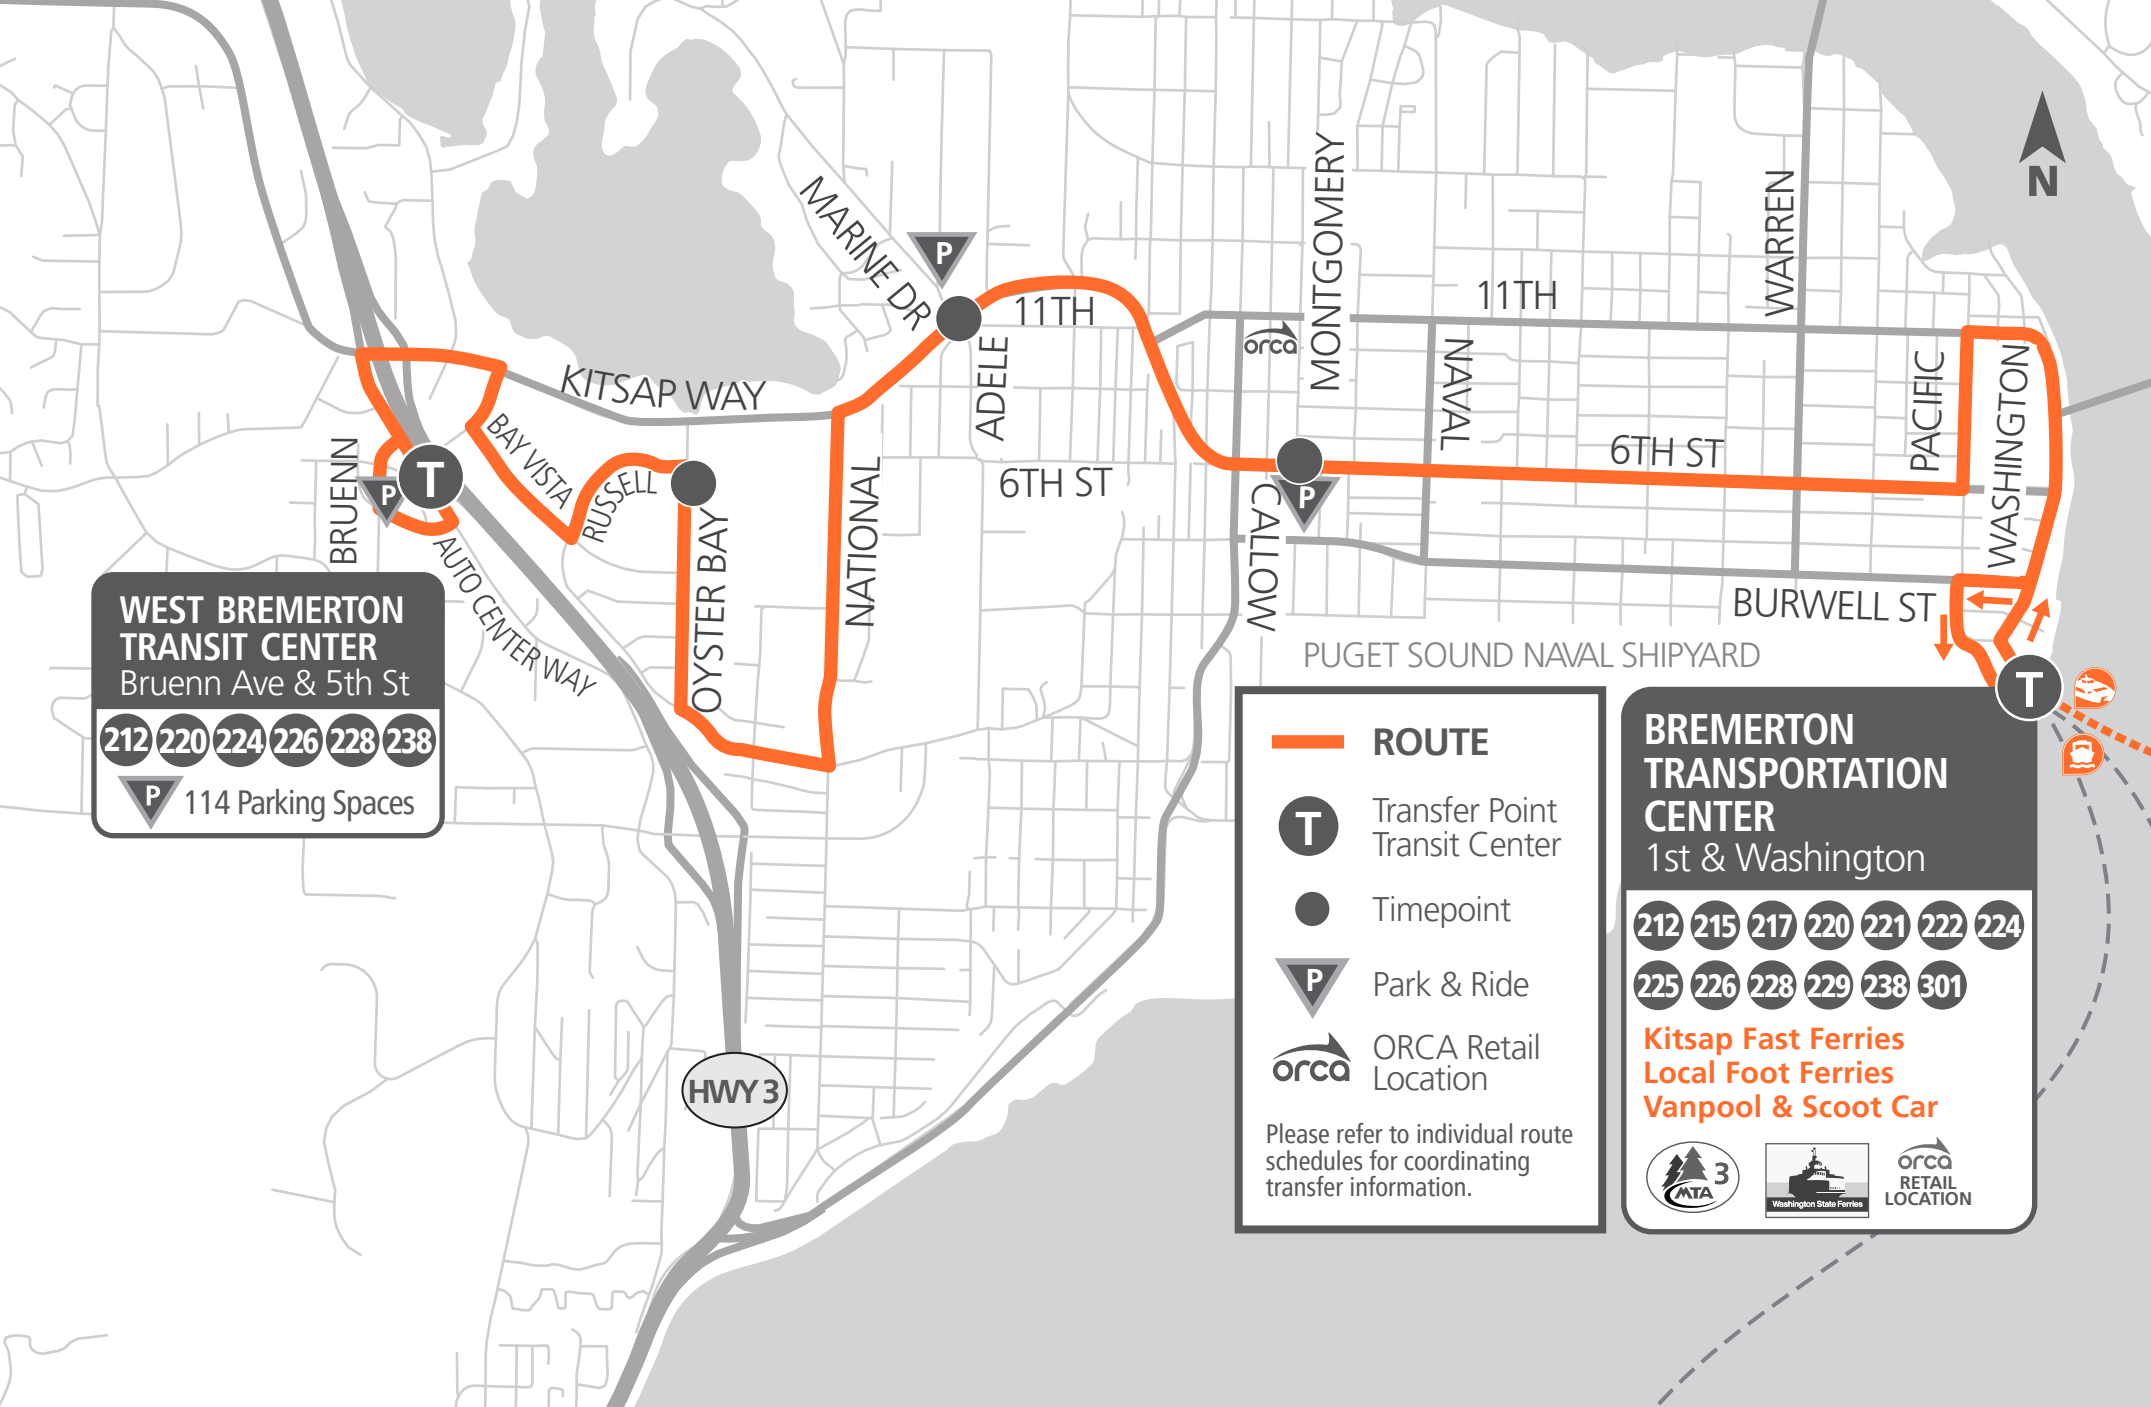 N
MARINE DR
P
11TH
ADELE
MONTGOMERY
orca
11TH
WARREN
NAVAL
PACIFIC
WASHINGTON
KITSAP WAY
BAY VISTA
RUSSELL
BRUENN
P
T
AUTO CENTER WAY
OYSTER BAY
NATIONAL
6TH ST
CALLOW
P
6TH ST
BURWELL ST
PUGET SOUND NAVAL SHIPYARD
T
HWY 3
WEST BREMERTON
TRANSIT CENTER
Bruenn Ave & 5th St
212 220 224 226 228 238
P 114 Parking Spaces
ROUTE
T Transfer Point
Transit Center
Timepoint
P Park & Ride
orca ORCA Retail
Location
Please refer to individual route
schedules for coordinating
transfer information.
BREMERTON
TRANSPORTATION
CENTER
1st & Washington
212 215 217 220 221 222 224
225 226 228 229 238 301
Kitsap Fast Ferries
Local Foot Ferries
Vanpool & Scoot Car
MTA 3
Washington State Ferries
orca
RETAIL
LOCATION